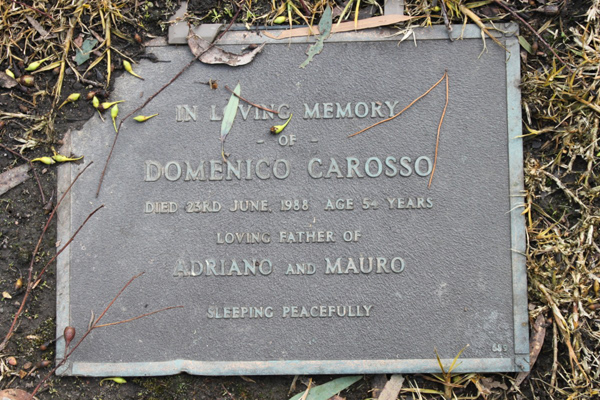 IN LOVING MEMORY
- OF -
DOMENICO CAROSSO
DIED 23RD JUNE, 1988 AGE 54 YEARS
LOVING FATHER OF
ADRIANO AND MAURO
SLEEPING PEACEFULLY